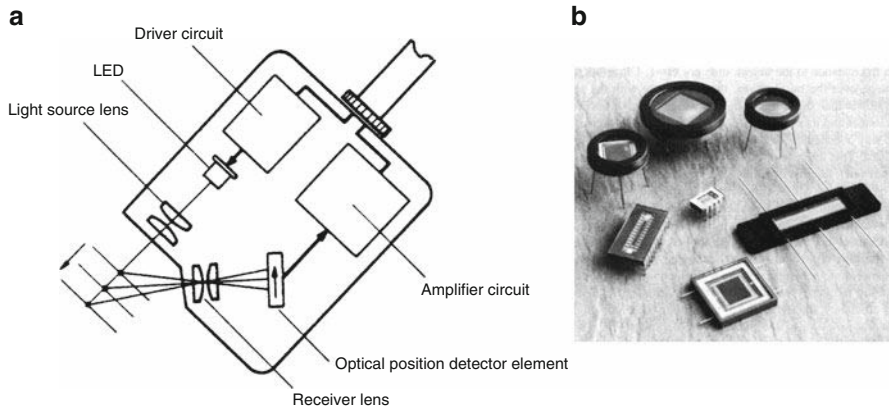 a
Driver circuit
LED
Light source lens
Amplifier circuit
Optical position detector element
Receiver lens
b